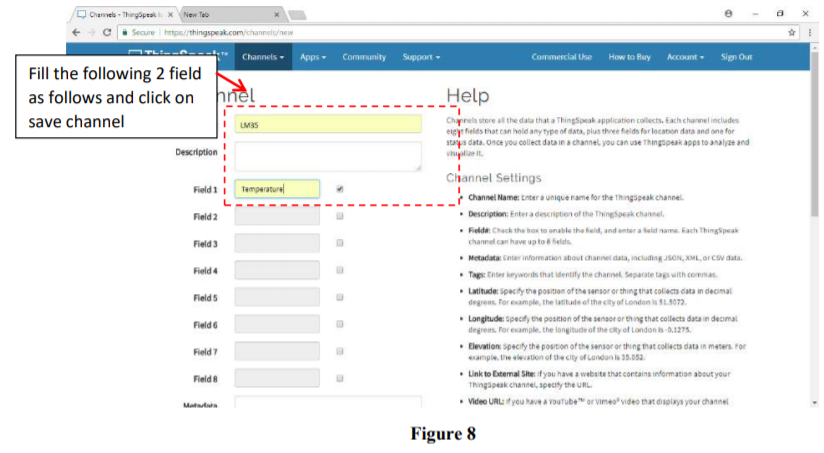 Channels - ThingSpeak I
New Tab
Secure | https://thingspeak.com/channels/new
Channels
Apps
Community
Support
Commercial Use
How to Buy
Account
Sign Out
Fill the following 2 field
as follows and click on
save channel
nel
LM35
Description
Field 1
Temperature
Field 2
Field 3
Field 4
Field 5
Field 6
Field 7
Field 8
Metadata
Help
Channels store all the data that a ThingSpeak application collects. Each channel includes
eight fields that can hold any type of data, plus three fields for location data and one for
status data. Once you collect data in a channel, you can use ThingSpeak apps to analyze and
visualize it.
Channel Settings
• Channel Name: Enter a unique name for the ThingSpeak channel.
• Description: Enter a description of the ThingSpeak channel.
• Field#: Check the box to enable the field, and enter a field name. Each ThingSpeak
channel can have up to 8 fields.
• Metadata: Enter information about channel data, including JSON, XML, or CSV data.
• Tags: Enter keywords that identify the channel. Separate tags with commas.
• Latitude: Specify the position of the sensor or thing that collects data in decimal
degrees. For example, the latitude of the city of London is 51.5072.
• Longitude: Specify the position of the sensor or thing that collects data in decimal
degrees. For example, the longitude of the city of London is -0.1275.
• Elevation: Specify the position of the sensor or thing that collects data in meters. For
example, the elevation of the city of London is 35.052.
• Link to External Site: If you have a website that contains information about your
ThingSpeak channel, specify the URL.
• Video URL: If you have a YouTube™ or Vimeo® video that displays your channel
Figure 8